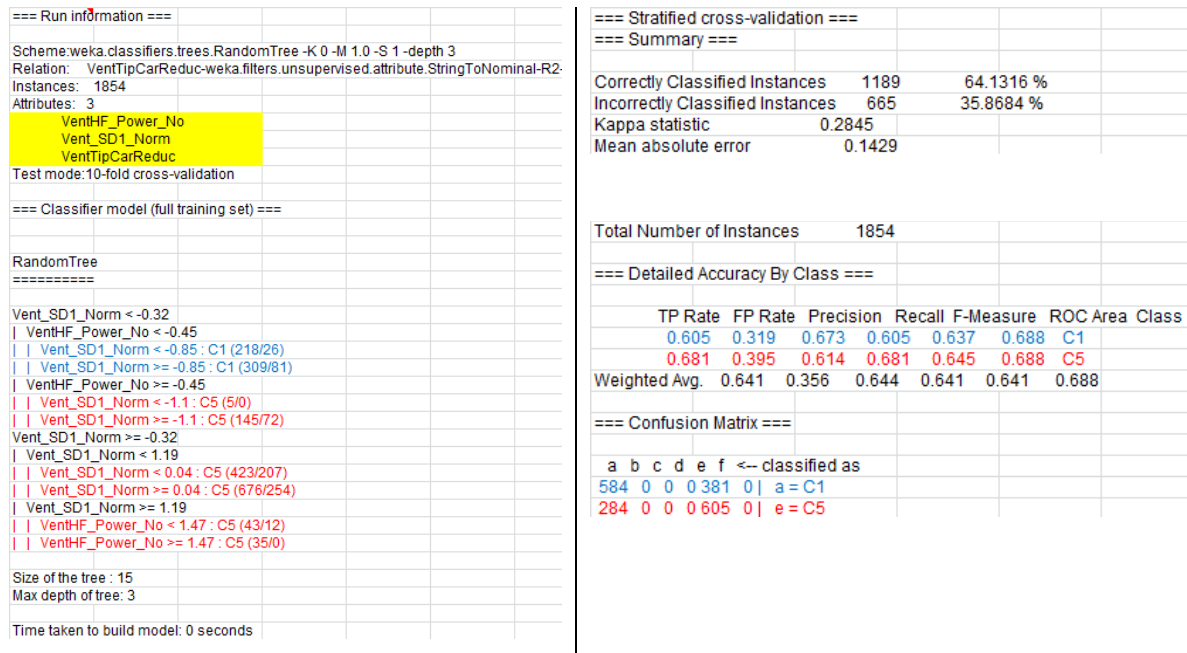 === Run information ===
Scheme:weka.classifiers.trees.RandomTree -K 0 -M 1.0 -S 1 -depth 3
Relation: VentTipCarReduc-weka.filters.unsupervised.attribute.StringToNominal-R2-
Instances: 1854
Attributes: 3
VentHF_Power_No
Vent_SD1_Norm
VentTipCarReduc
Test mode:10-fold cross-validation
=== Classifier model (full training set) ===
RandomTree
==========
Vent_SD1_Norm < -0.32
| VentHF_Power_No < -0.45
| | Vent_SD1_Norm < -0.85 : C1 (218/26)
| | Vent_SD1_Norm >= -0.85 : C1 (309/81)
| VentHF_Power_No >= -0.45
| | Vent_SD1_Norm < -1.1 : C5 (5/0)
| | Vent_SD1_Norm >= -1.1 : C5 (145/72)
Vent_SD1_Norm >= -0.32
| Vent_SD1_Norm < 1.19
| | Vent_SD1_Norm < 0.04 : C5 (423/207)
| | Vent_SD1_Norm >= 0.04 : C5 (676/254)
| Vent_SD1_Norm >= 1.19
| | VentHF_Power_No < 1.47 : C5 (43/12)
| | VentHF_Power_No >= 1.47 : C5 (35/0)
Size of the tree : 15
Max depth of tree: 3
Time taken to build model: 0 seconds
=== Stratified cross-validation ===
=== Summary ===
Correctly Classified Instances 1189 64.1316 %
Incorrectly Classified Instances 665 35.8684 %
Kappa statistic 0.2845
Mean absolute error 0.1429
Total Number of Instances 1854
=== Detailed Accuracy By Class ===
TP Rate FP Rate Precision Recall F-Measure ROC Area Class
0.605 0.319 0.673 0.605 0.637 0.688 C1
0.681 0.395 0.614 0.681 0.645 0.688 C5
Weighted Avg. 0.641 0.356 0.644 0.641 0.641 0.688
=== Confusion Matrix ===
a b c d e f <-- classified as
584 0 0 0 381 0 | a = C1
284 0 0 0 605 0 | e = C5